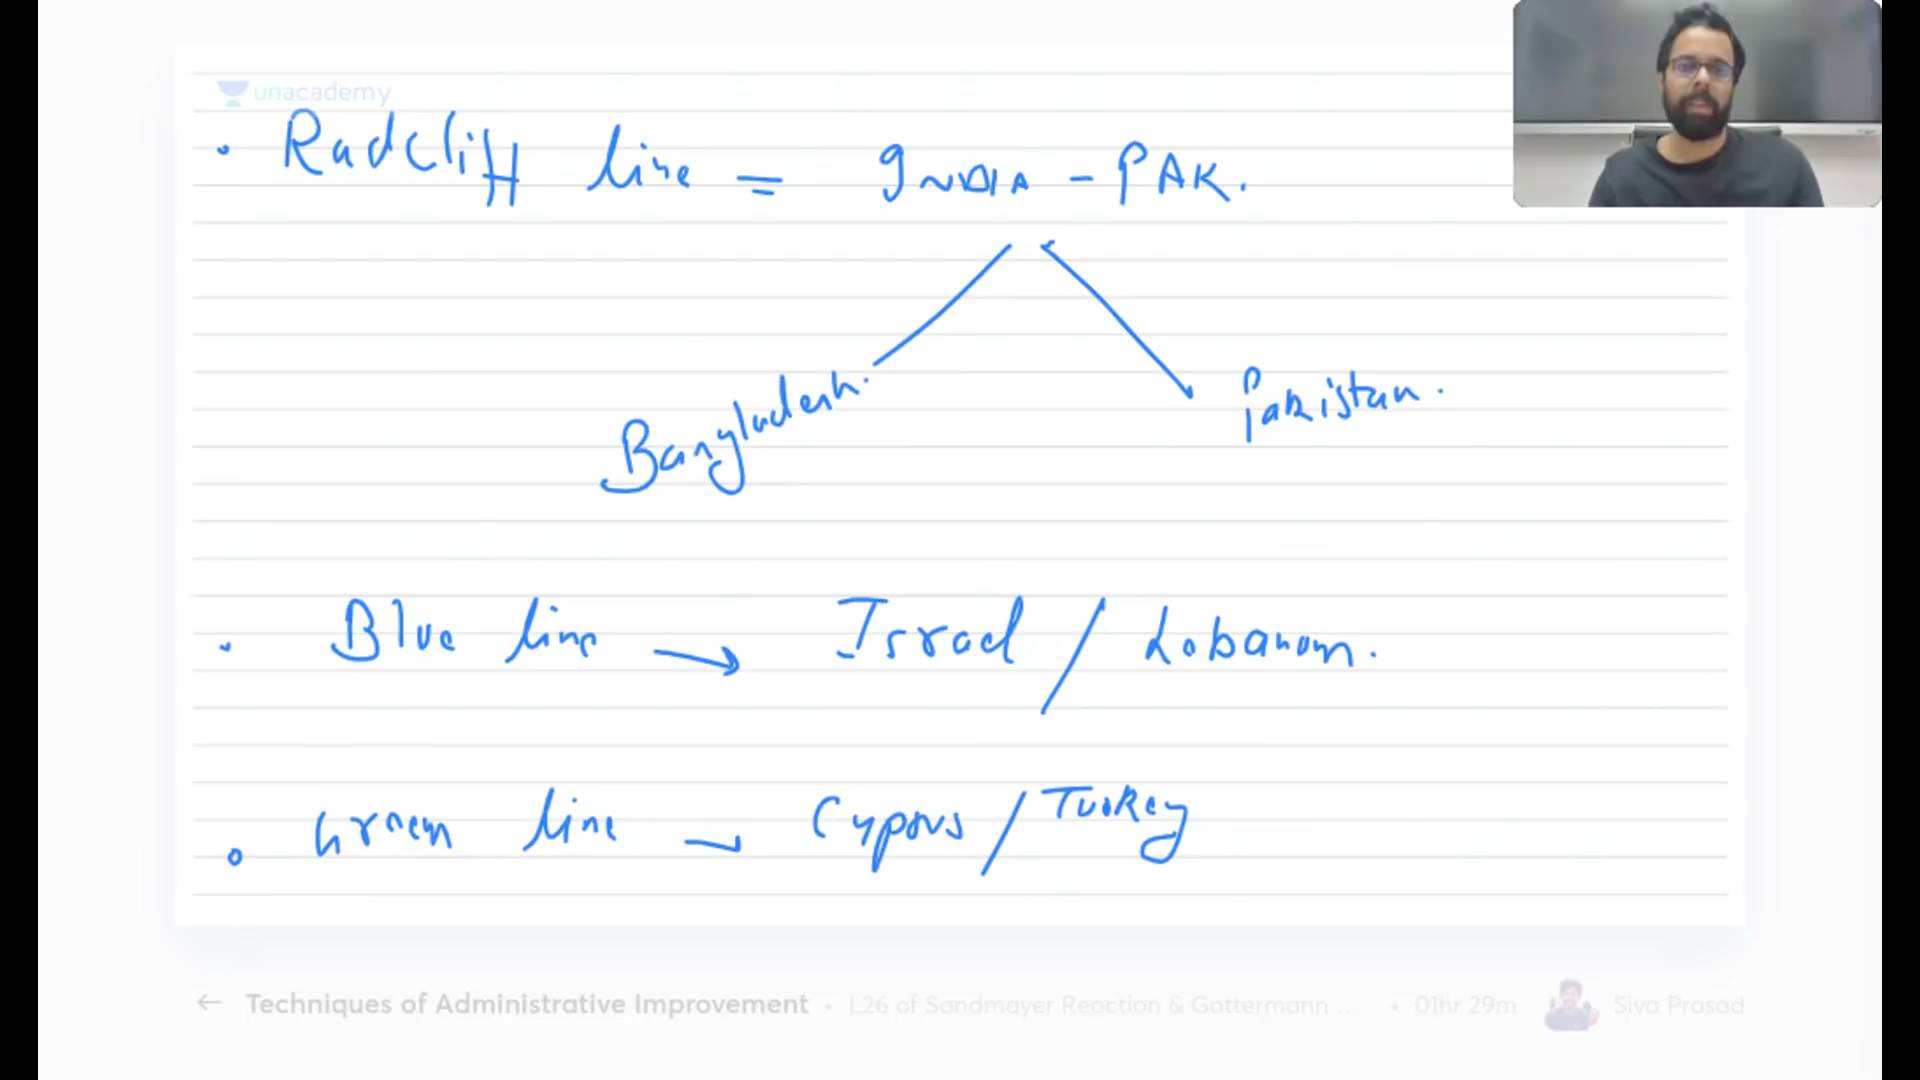 unacademy
• Radcliff line = INDIA - PAK.
Bangladesh. Pakistan.
• Blue line → Israel / Lebanon.
• Green line → Cyprus / Turkey
← Techniques of Administrative Improvement • L26 of Sandmayer Reaction & Gattermann ... • 01hr 29m Siva Prasad